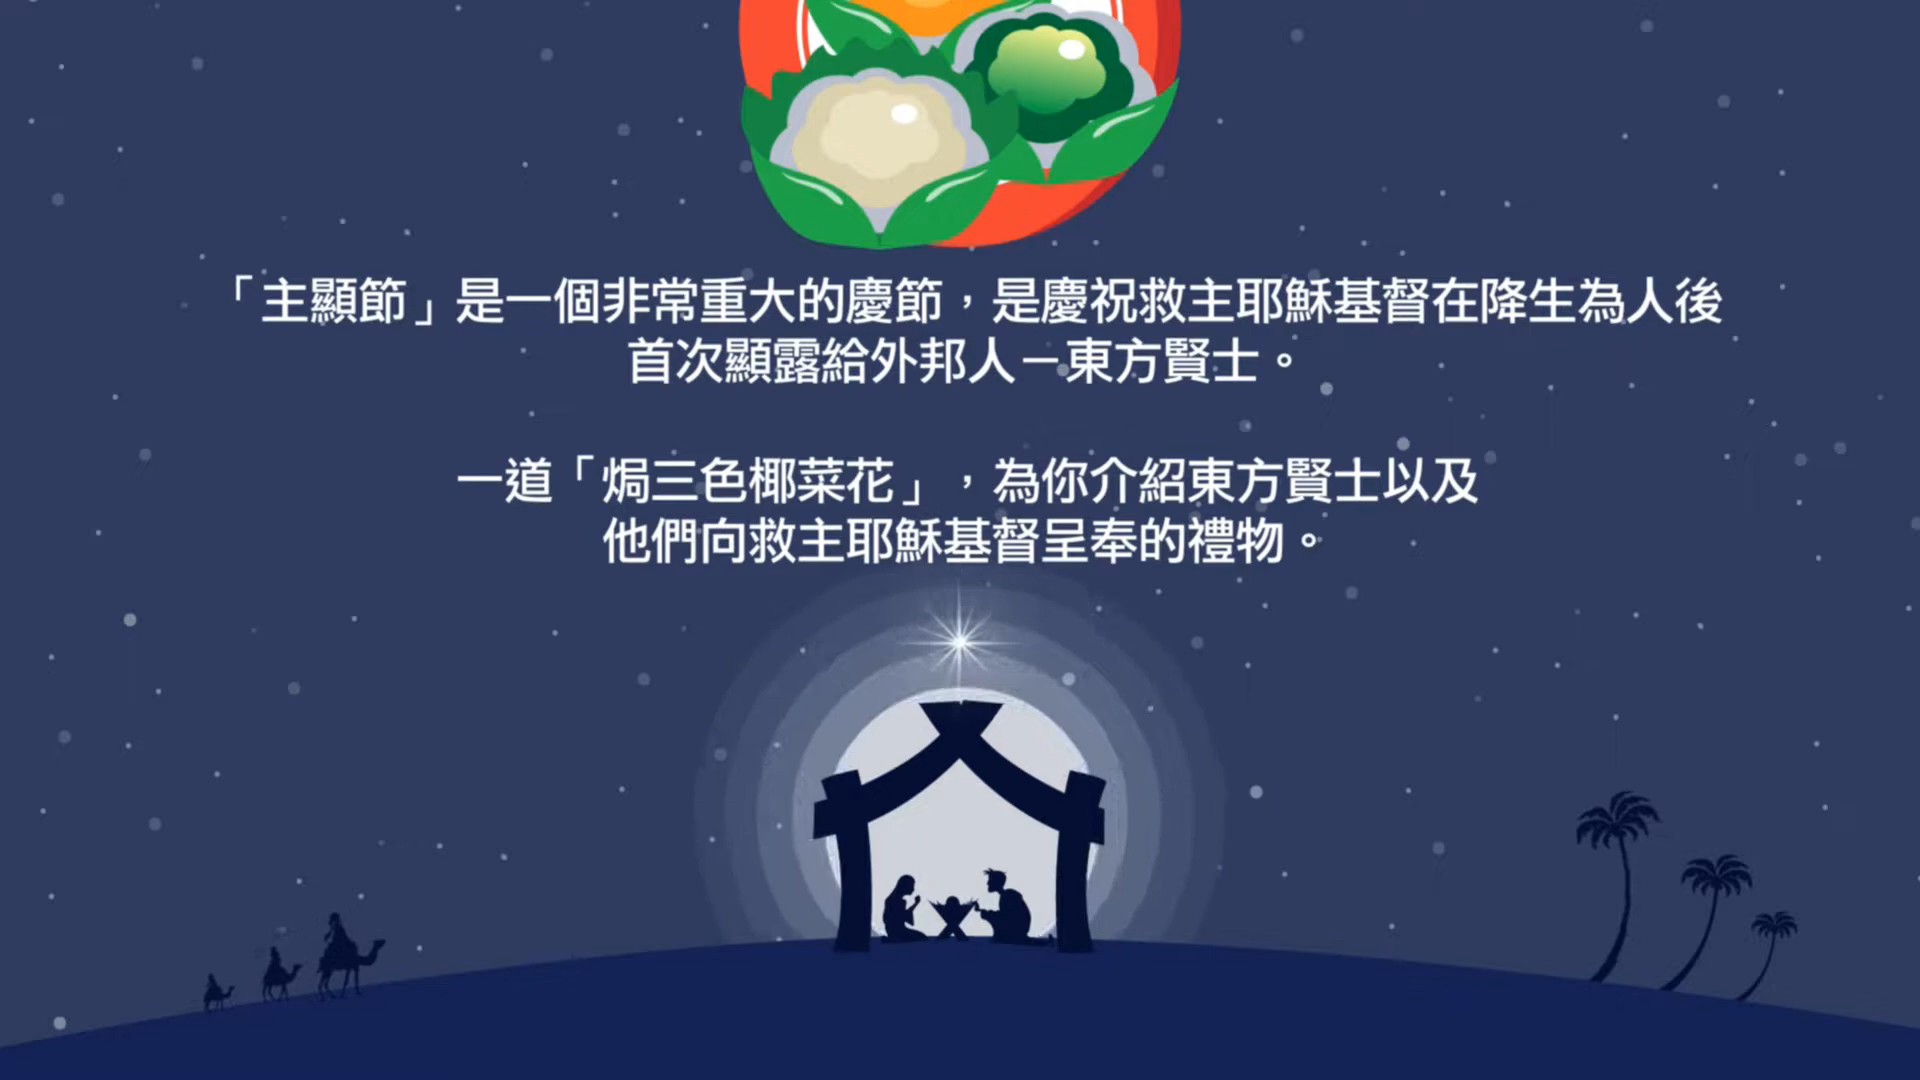 「主顯節」是一個非常重大的慶節，是慶祝救主耶穌基督在降生為人後
首次顯露給外邦人－東方賢士。
一道「焗三色椰菜花」，為你介紹東方賢士以及
他們向救主耶穌基督呈奉的禮物。